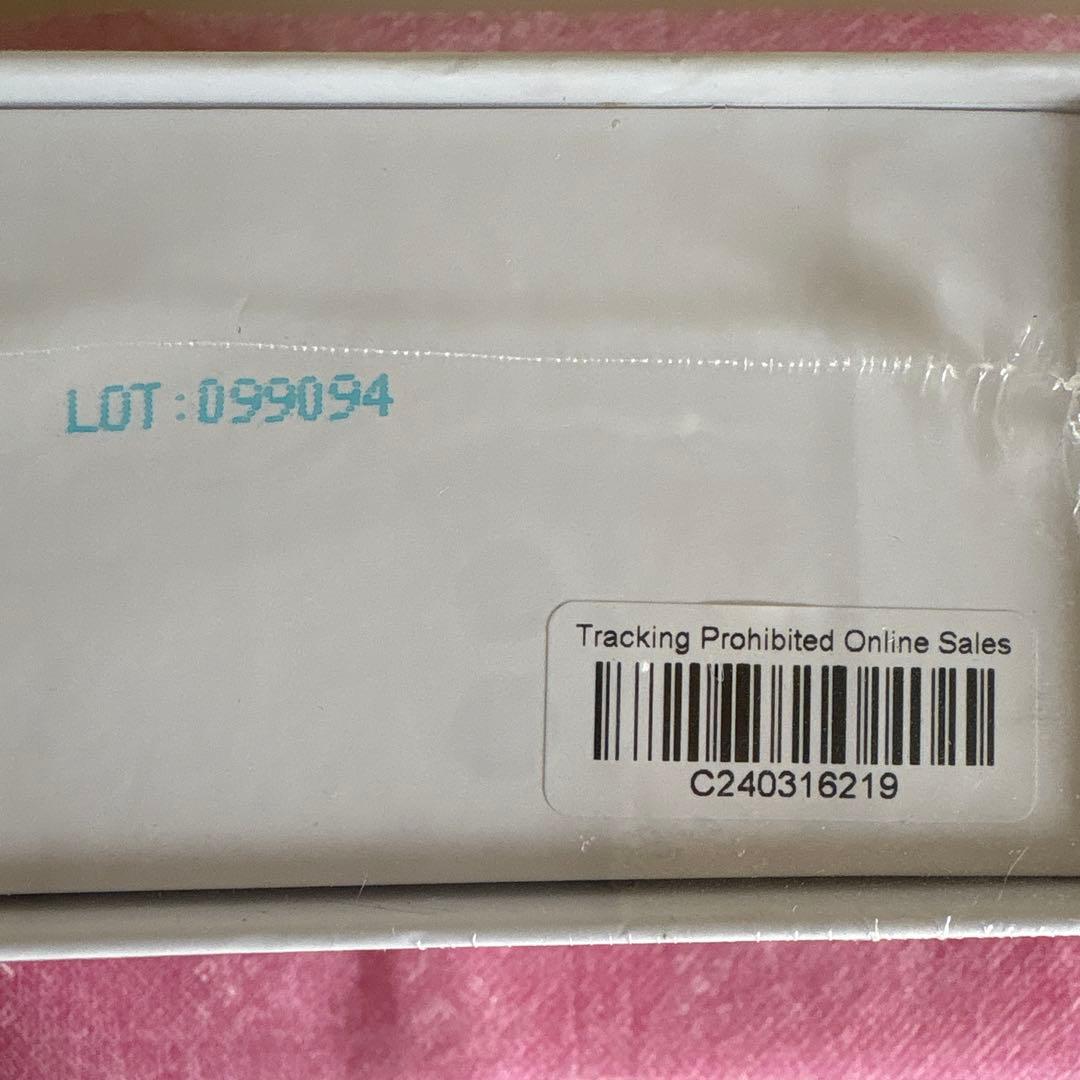 LOT:099094
Tracking Prohibited Online Sales
C240316219